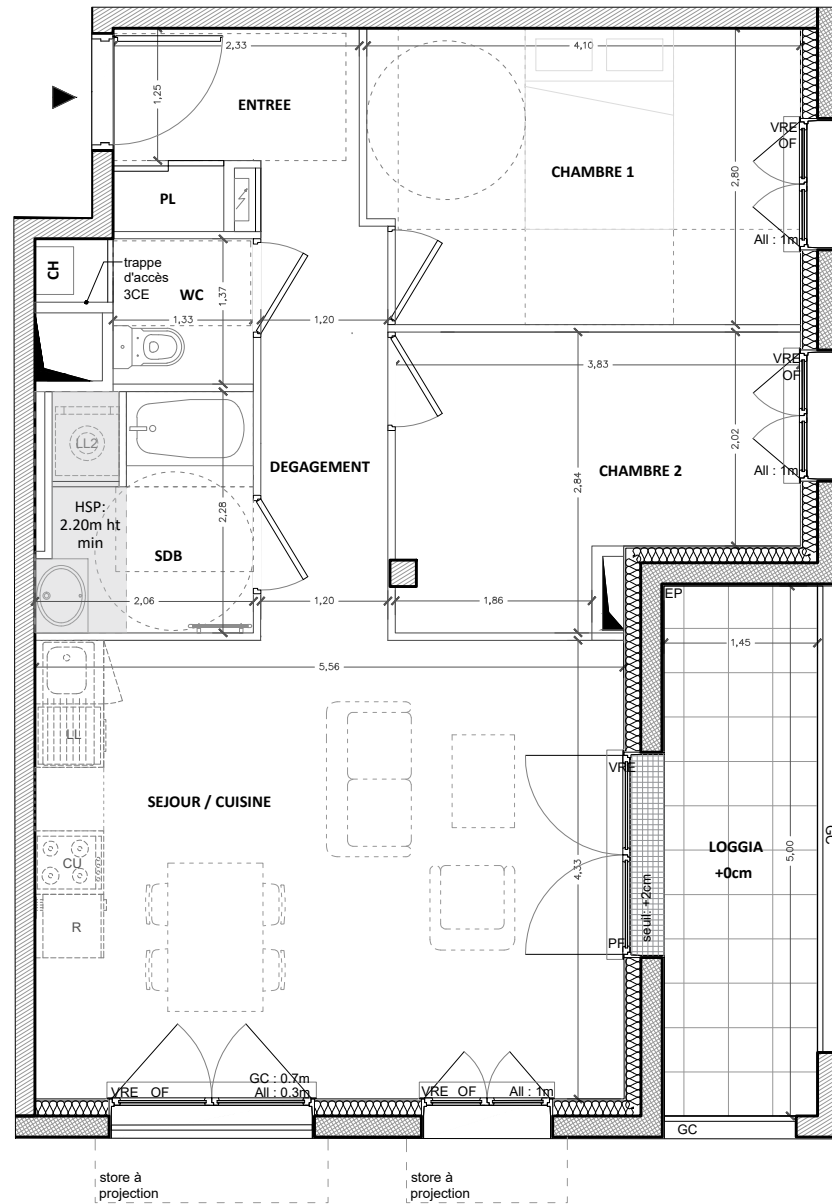 2,33
4,10
1,25
ENTREE
VRE
OF
CHAMBRE 1
2,80
PL
All : 1m
CH
trappe
d'accès
3CE
WC
1,37
1,33
1,20
VRE
OF
3,83
LL2
DEGAGEMENT
2,84
CHAMBRE 2
2,02
All : 1m
HSP:
2.20m ht
min
2,28
SDB
2,06
1,20
1,86
EP
5,56
1,45
LL
VRE
SEJOUR / CUISINE
CU
4,33
LOGGIA
+0cm
5,00
GC
seuil: +2cm
R
PF
GC : 0.7m
VRE OF
All : 0.3m
VRE OF
All : 1m
GC
store à
projection
store à
projection